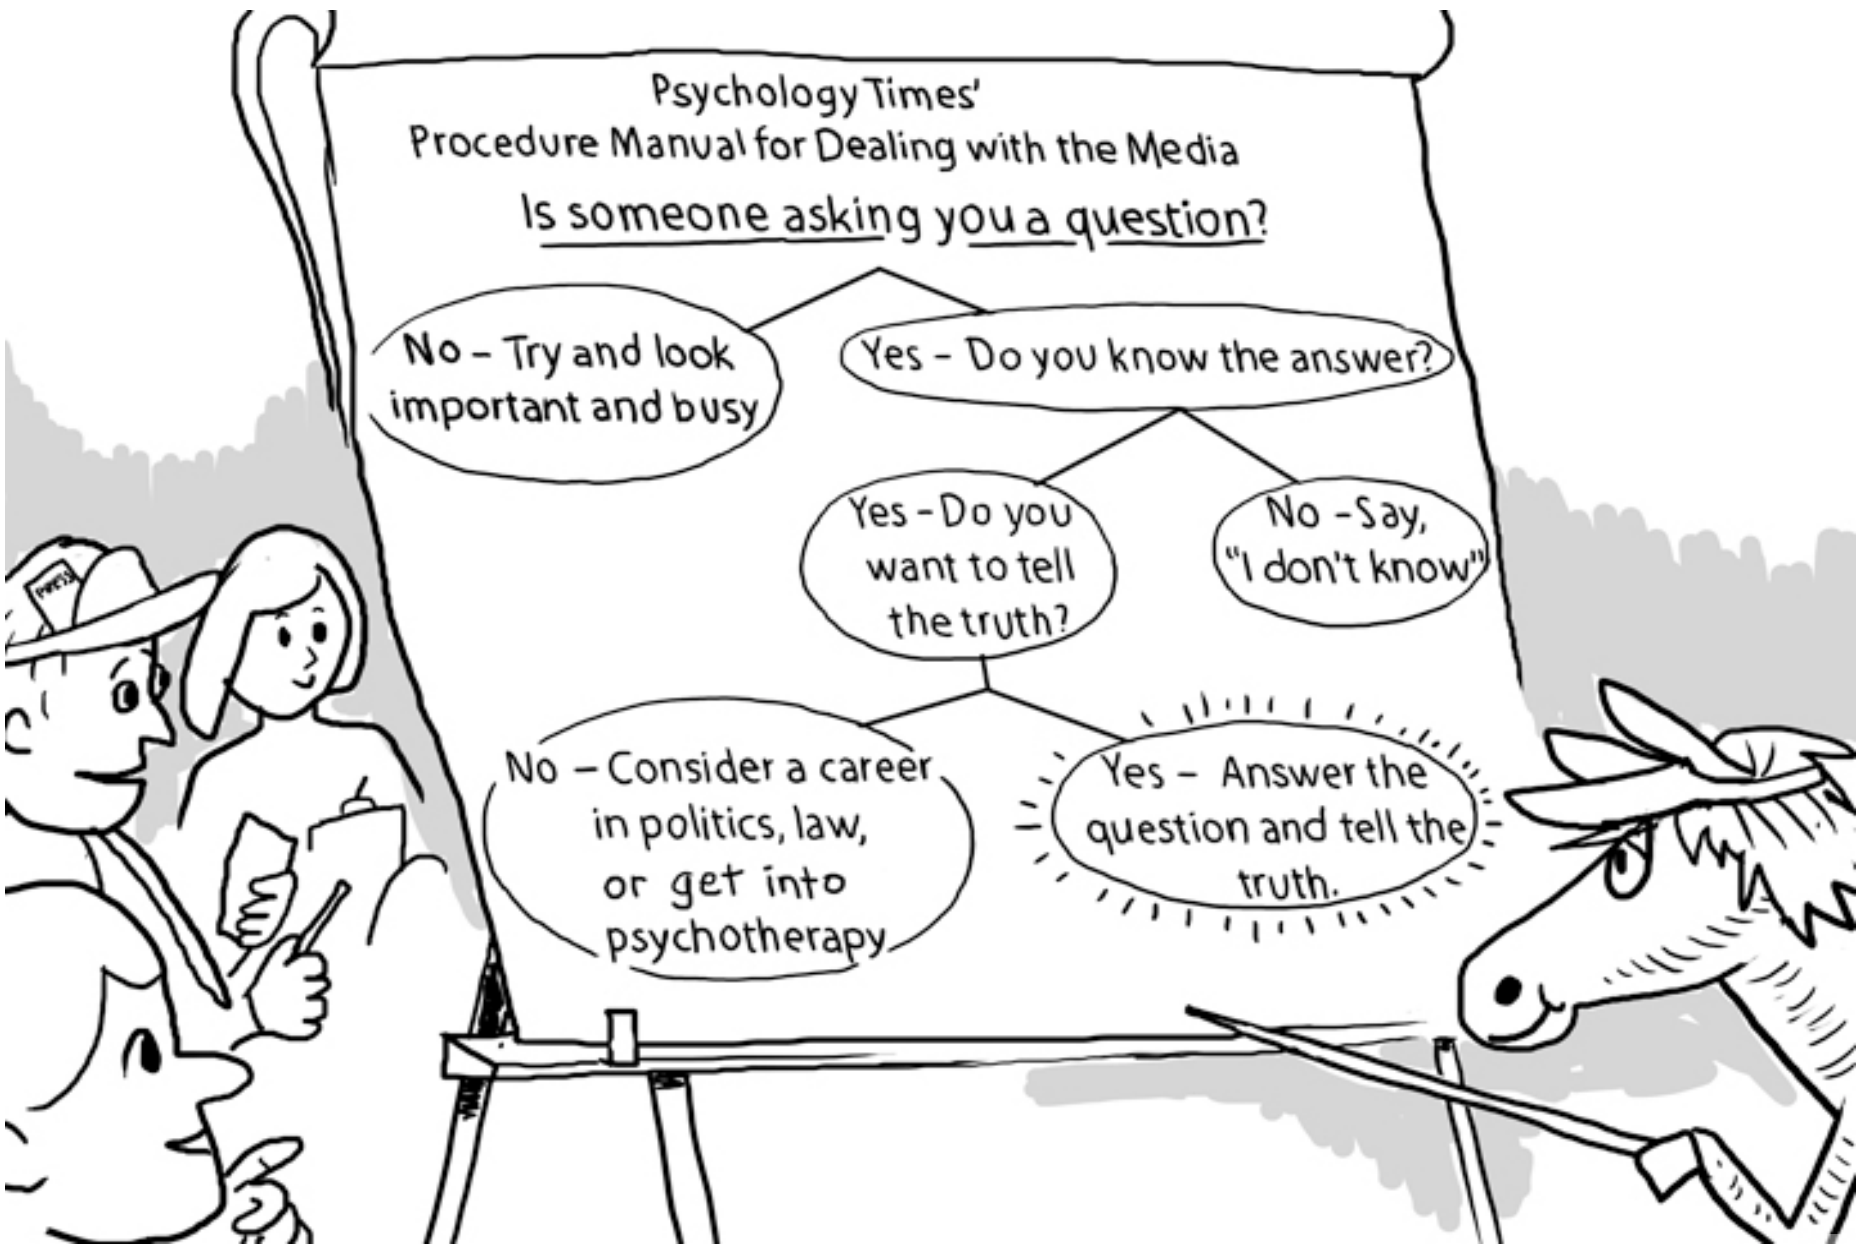 Psychology Times'
Procedure Manual for Dealing with the Media
Is someone asking you a question?
No – Try and look
important and busy
Yes – Do you know the answer?
Yes – Do you
want to tell
the truth?
No – Say,
"I don't know"
No – Consider a career
in politics, law,
or get into
psychotherapy
Yes – Answer the
question and tell the
truth.
PRESS